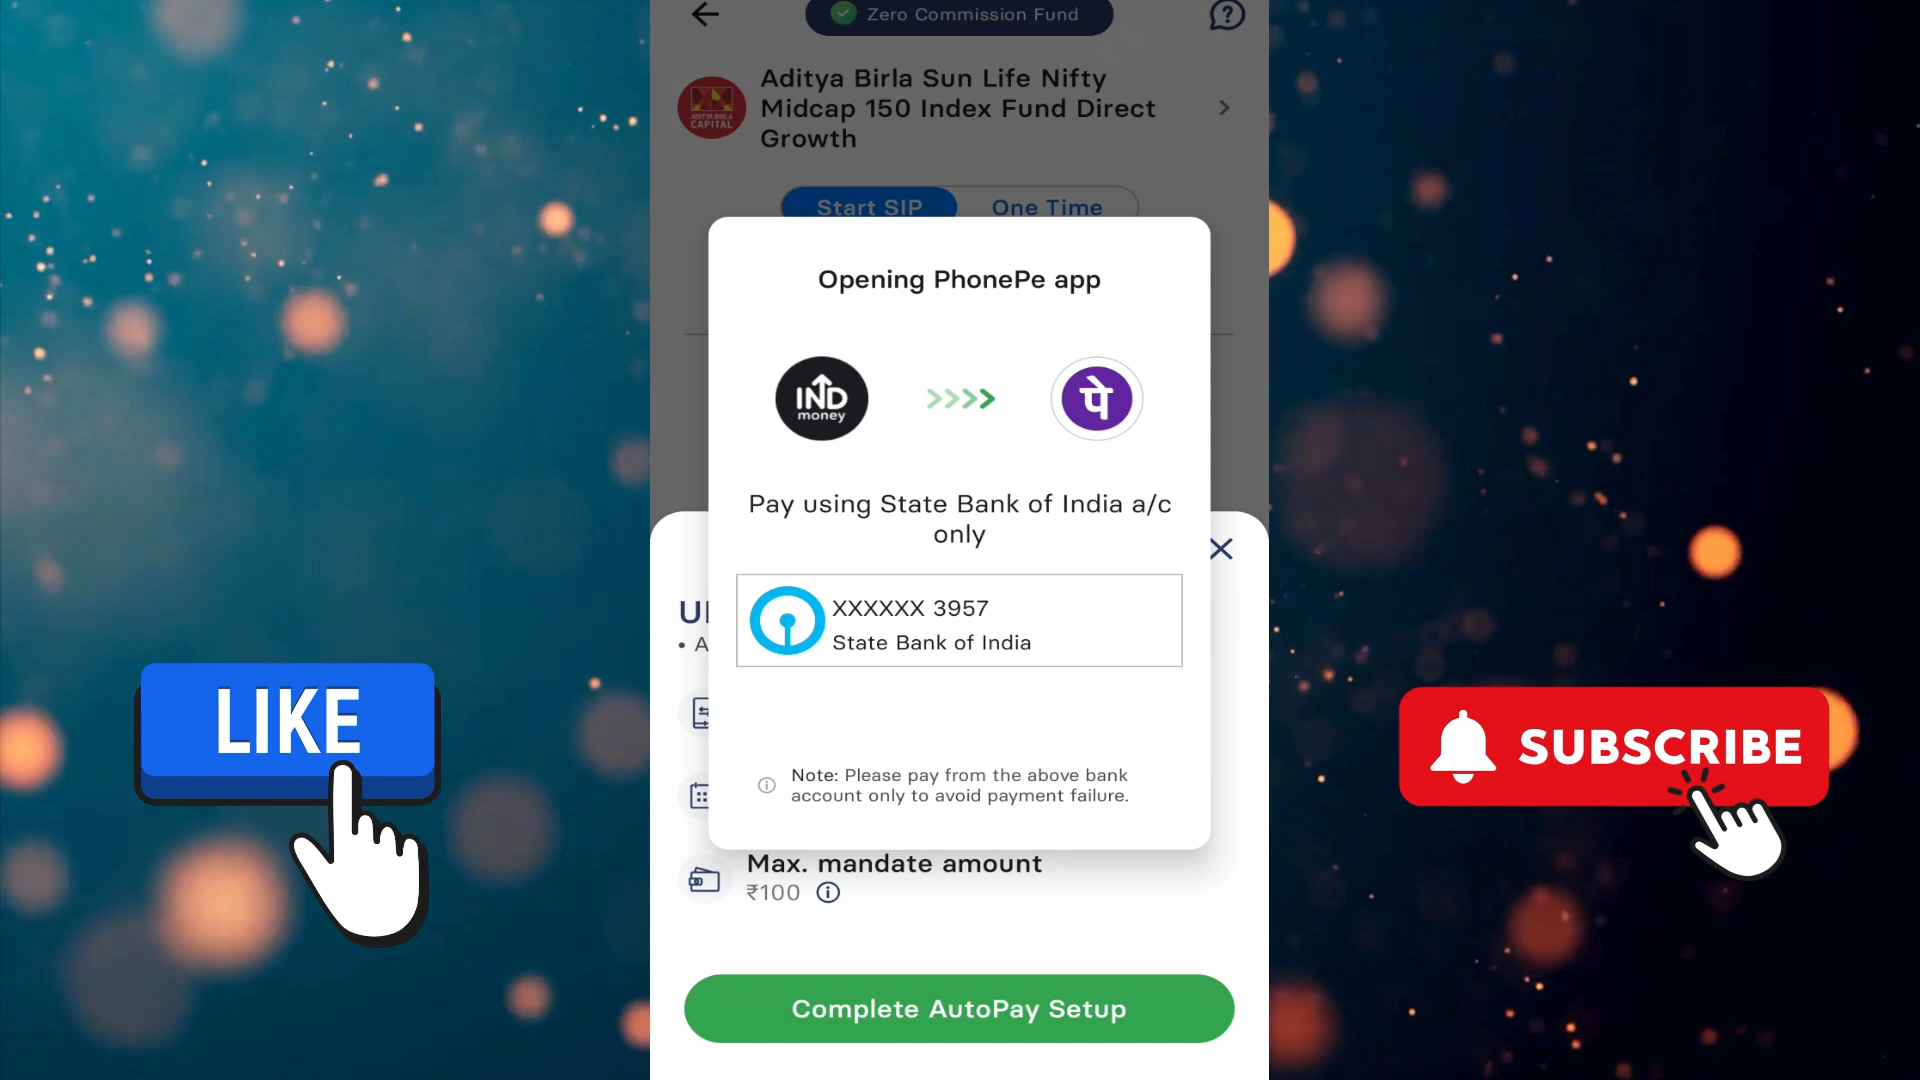 Zero Commission Fund
Aditya Birla Sun Life Nifty
Midcap 150 Index Fund Direct
Growth
ADITYA BIRLA
CAPITAL
Start SIP
One Time
Opening PhonePe app
IND
money
पे
Pay using State Bank of India a/c
only
XXXXXX 3957
State Bank of India
• A
Note: Please pay from the above bank
account only to avoid payment failure.
Max. mandate amount
₹100
Complete AutoPay Setup
LIKE
SUBSCRIBE